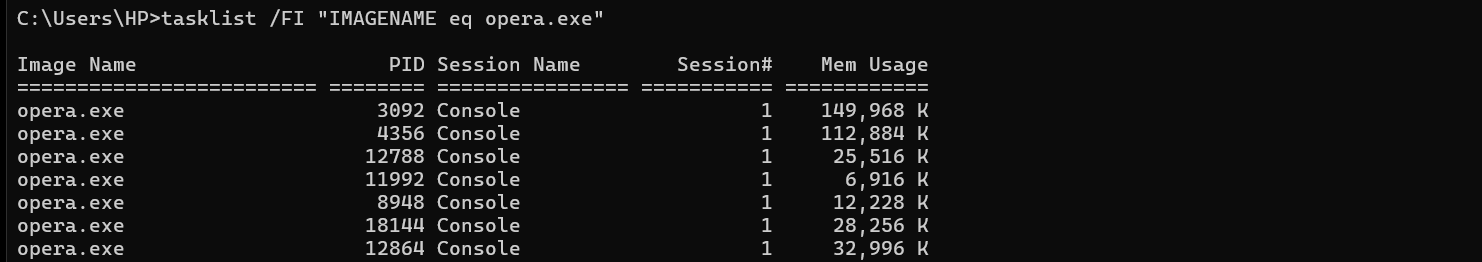 C:\Users\HP>tasklist /FI "IMAGENAME eq opera.exe"

Image Name                     PID Session Name        Session#    Mem Usage
========================= ======== ================ =========== ============
opera.exe                     3092 Console                    1    149,968 K
opera.exe                     4356 Console                    1    112,884 K
opera.exe                    12788 Console                    1     25,516 K
opera.exe                    11992 Console                    1      6,916 K
opera.exe                     8948 Console                    1     12,228 K
opera.exe                    18144 Console                    1     28,256 K
opera.exe                    12864 Console                    1     32,996 K